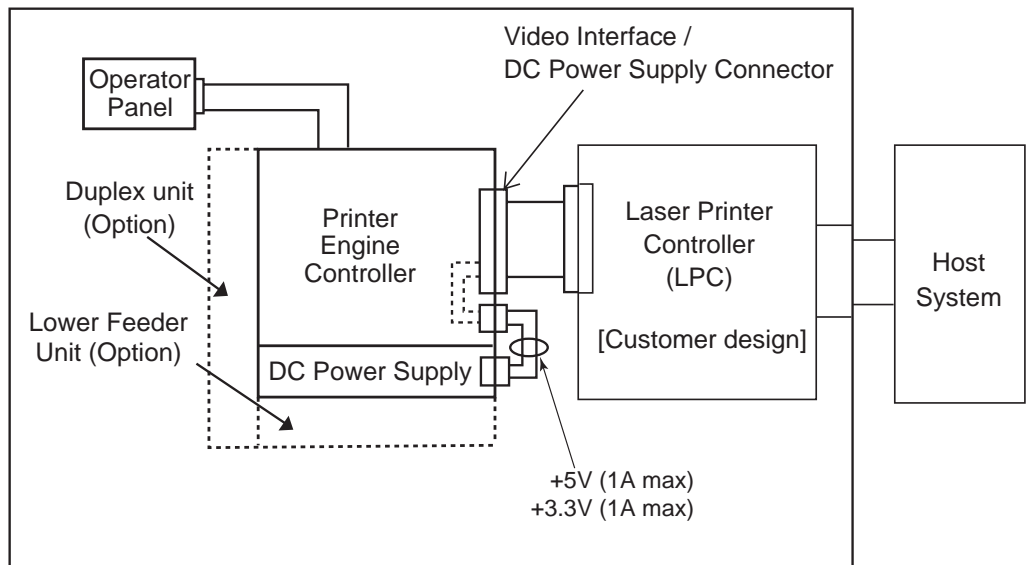 Video Interface /
DC Power Supply Connector
Operator
Panel
Duplex unit
(Option)
Printer
Engine
Controller
Laser Printer
Controller
(LPC)
[Customer design]
Host
System
Lower Feeder
Unit (Option)
DC Power Supply
+5V (1A max)
+3.3V (1A max)